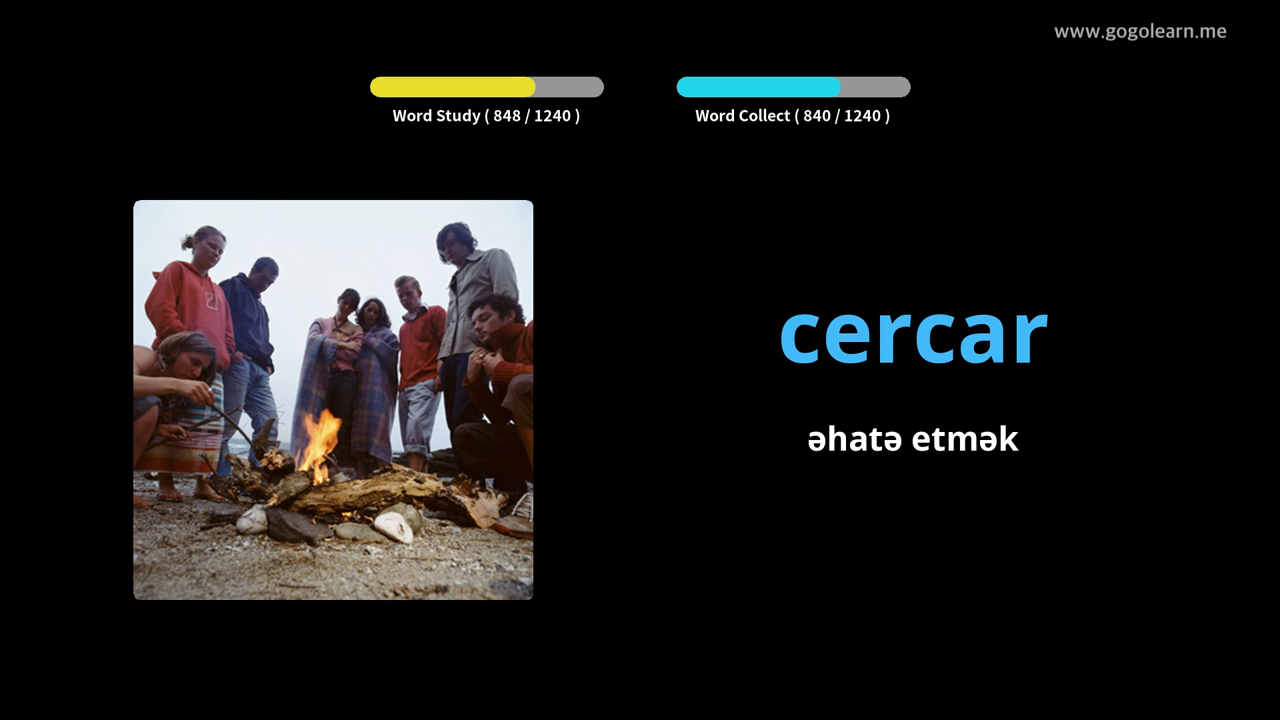 www.gogolearn.me
Word Study ( 848 / 1240 )
Word Collect ( 840 / 1240 )
cercar
əhatə etmək